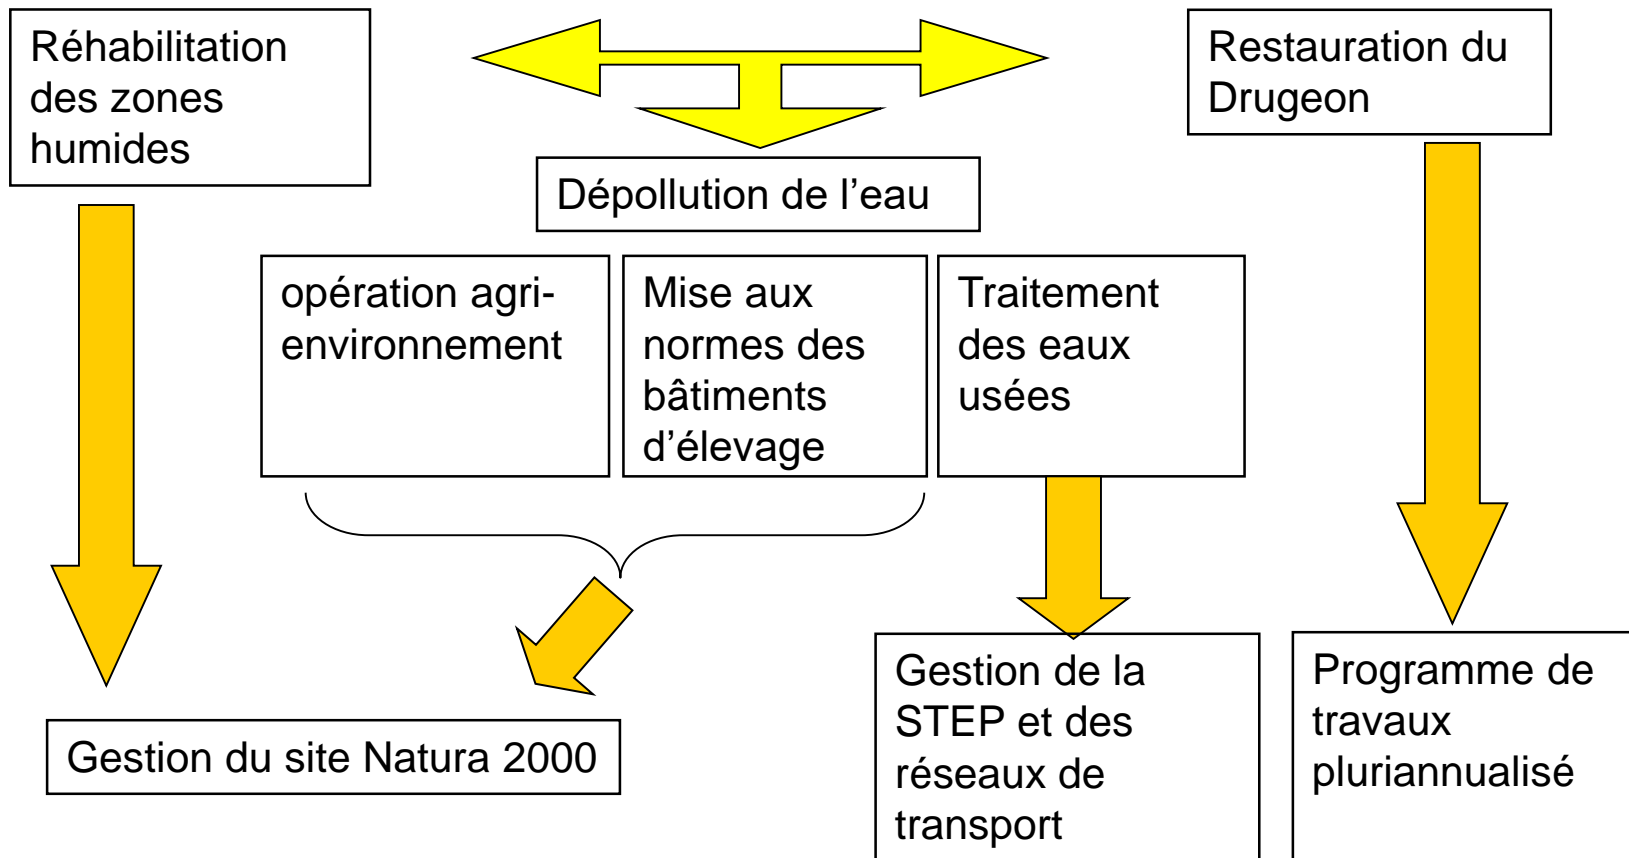 Réhabilitation
des zones
humides
Restauration du
Drugeon
Dépollution de l’eau
opération agri-
environnement
Mise aux
normes des
bâtiments
d’élevage
Traitement
des eaux
usées
Gestion du site Natura 2000
Gestion de la
STEP et des
réseaux de
transport
Programme de
travaux
pluriannualisé